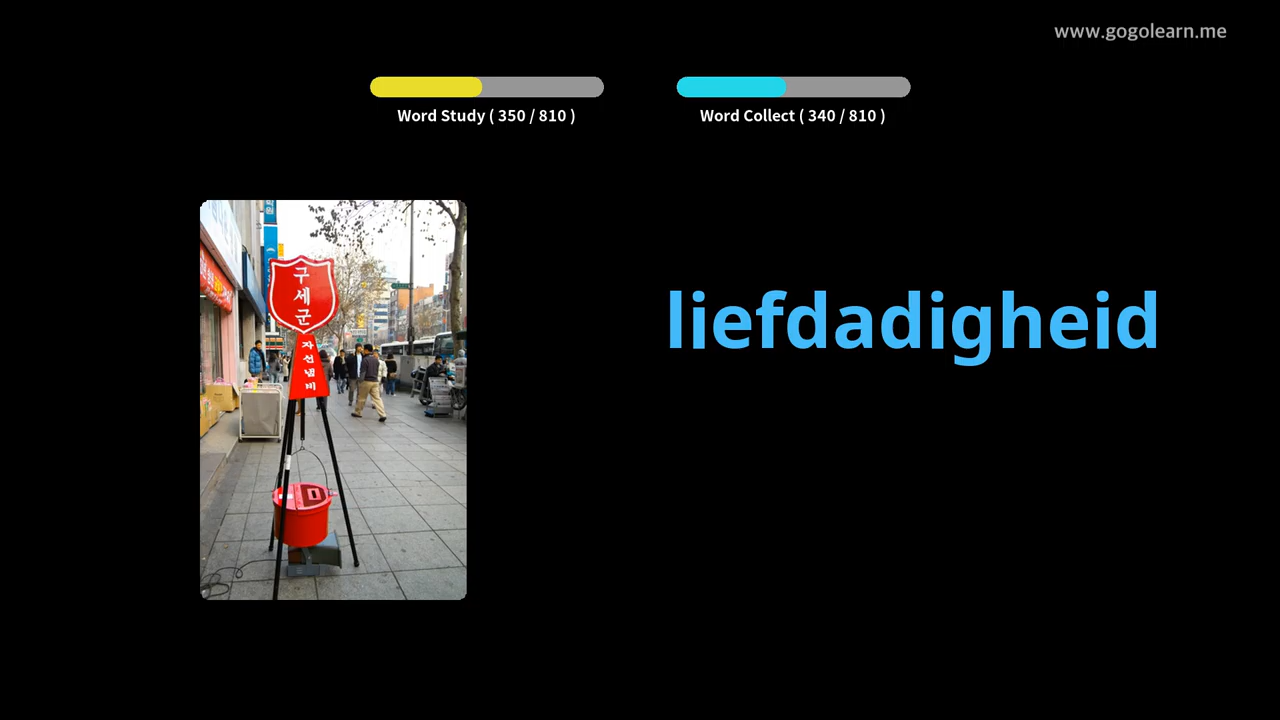 www.gogolearn.me
Word Study ( 350 / 810 )
Word Collect ( 340 / 810 )
구
세
군
자
선
냄
비
liefdadigheid